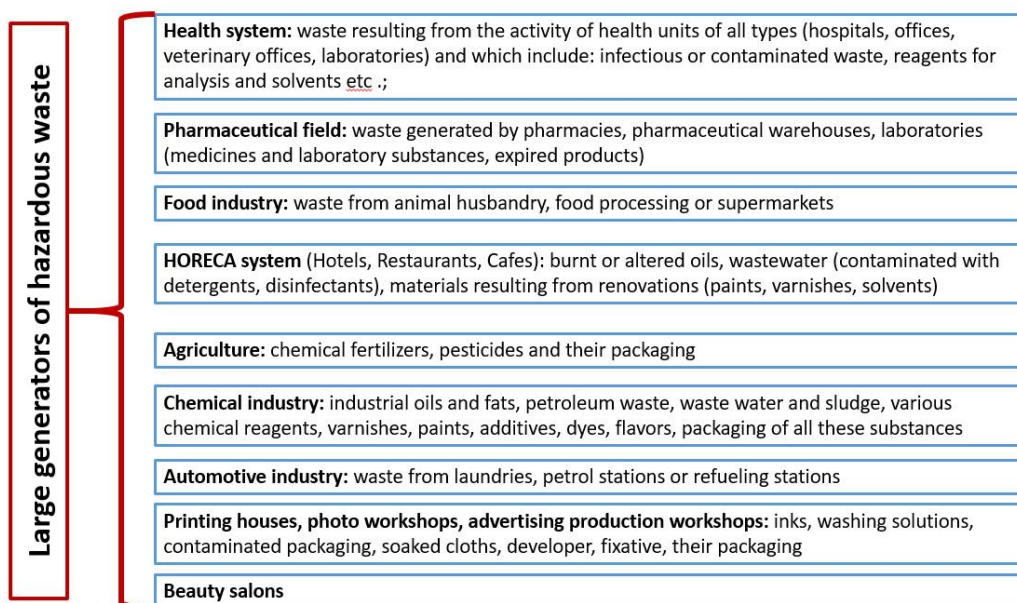 Large generators of hazardous waste
Health system: waste resulting from the activity of health units of all types (hospitals, offices,
veterinary offices, laboratories) and which include: infectious or contaminated waste, reagents for
analysis and solvents etc .;
Pharmaceutical field: waste generated by pharmacies, pharmaceutical warehouses, laboratories
(medicines and laboratory substances, expired products)
Food industry: waste from animal husbandry, food processing or supermarkets
HORECA system (Hotels, Restaurants, Cafes): burnt or altered oils, wastewater (contaminated with
detergents, disinfectants), materials resulting from renovations (paints, varnishes, solvents)
Agriculture: chemical fertilizers, pesticides and their packaging
Chemical industry: industrial oils and fats, petroleum waste, waste water and sludge, various
chemical reagents, varnishes, paints, additives, dyes, flavors, packaging of all these substances
Automotive industry: waste from laundries, petrol stations or refueling stations
Printing houses, photo workshops, advertising production workshops: inks, washing solutions,
contaminated packaging, soaked cloths, developer, fixative, their packaging
Beauty salons